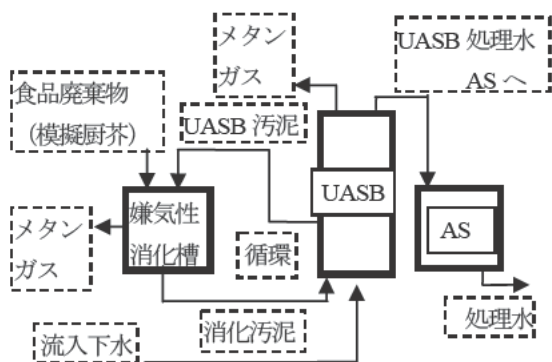 メタン
ガス
UASB 処理水
AS へ
食品廃棄物
(模擬厨芥)
UASB 汚泥
UASB
メタン
ガス
嫌気性
消化槽
循環
AS
消化汚泥
処理水
流入下水